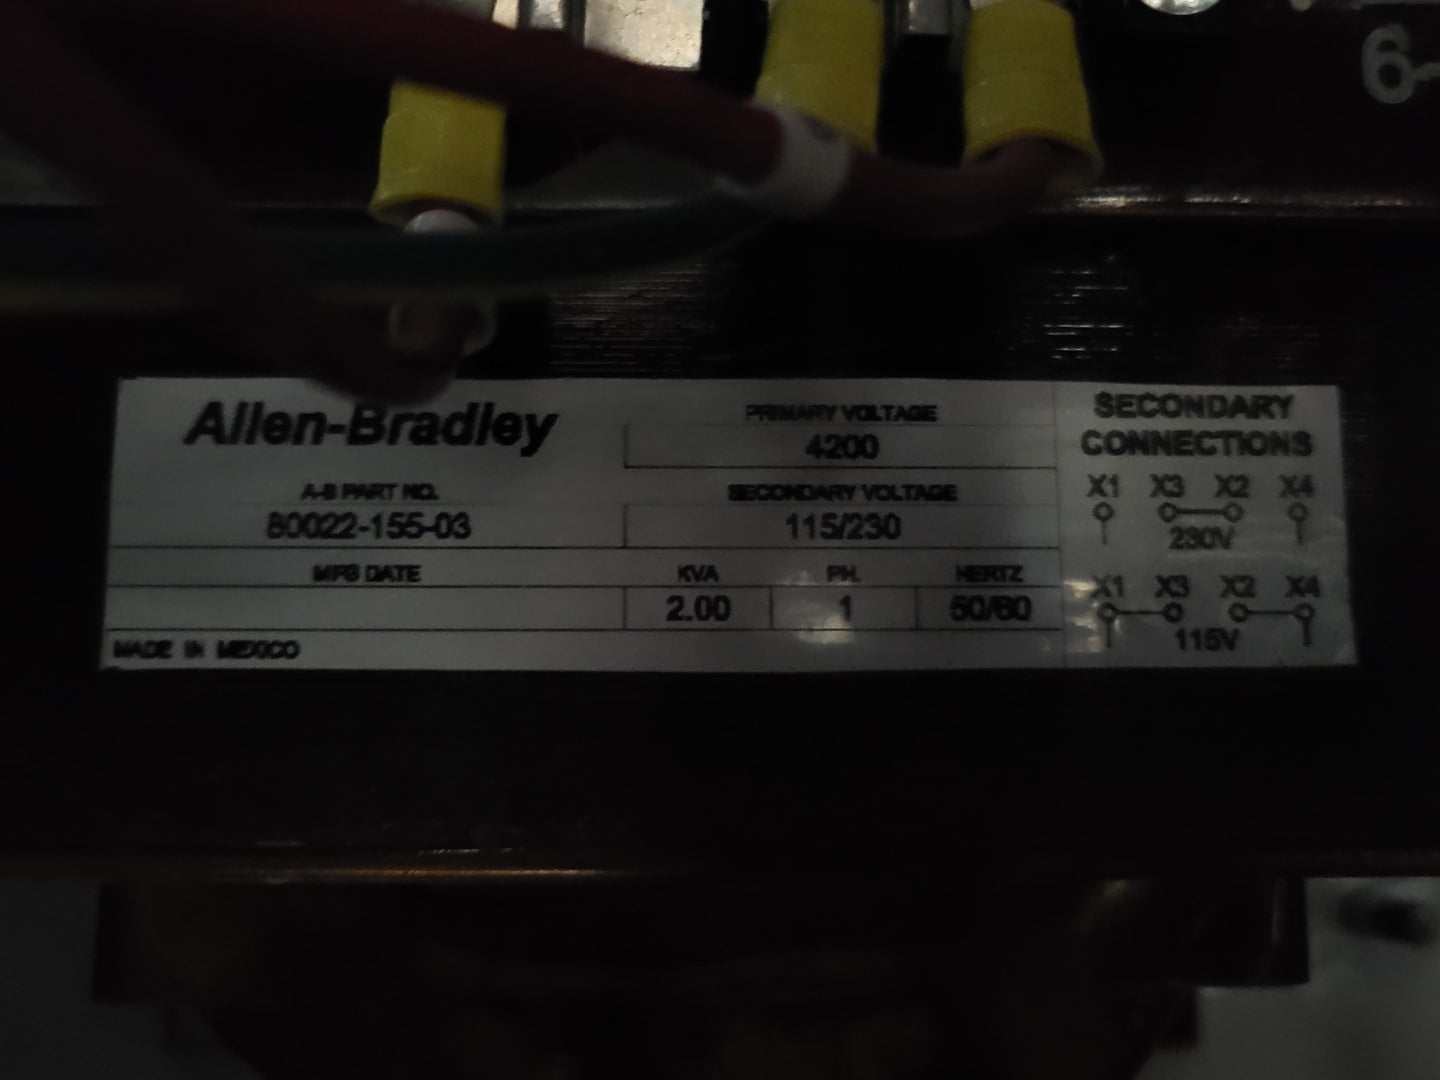 6-
Allen-Bradley
PRIMARY VOLTAGE
4200
A-B PART NO.
80022-155-03
SECONDARY VOLTAGE
115/230
MFG DATE
KVA
2.00
PH.
1
HERTZ
50/60
MADE IN MEXICO
SECONDARY
CONNECTIONS
X1 X3 X2 X4
230V
X1 X3 X2 X4
115V